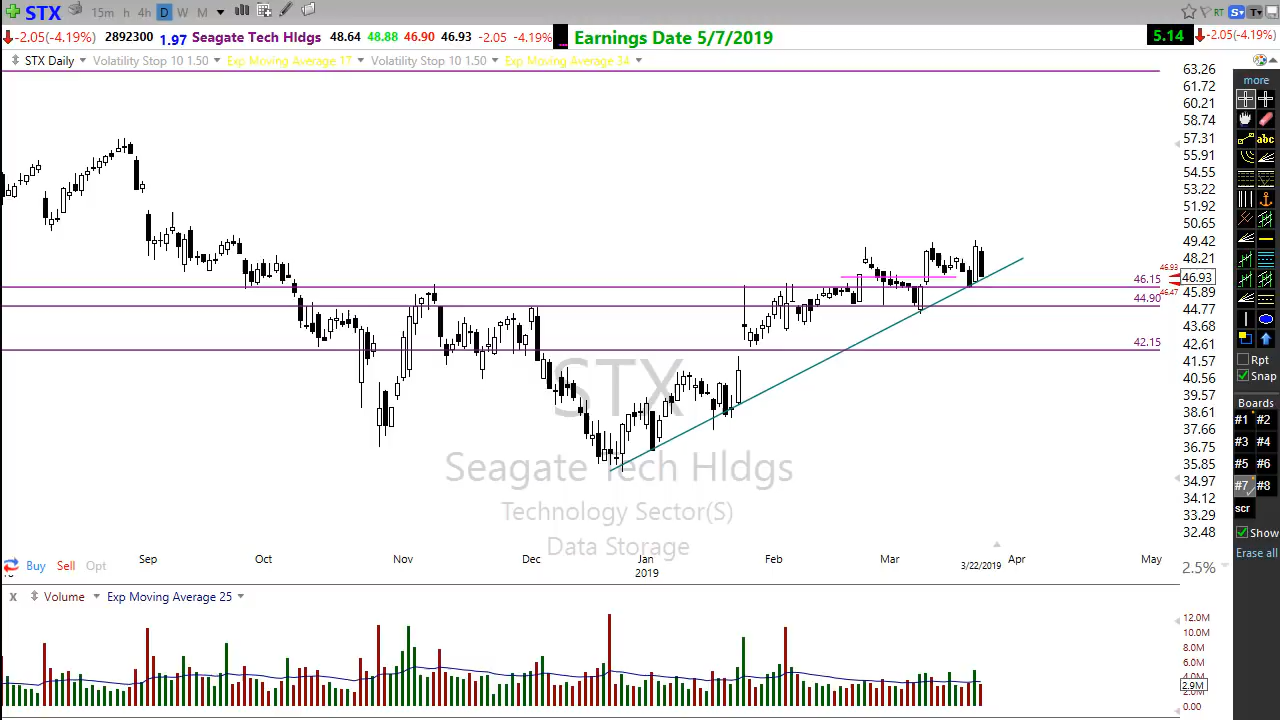 STX 15m h 4h D W M RT S T
-2.05(-4.19%) 2892300 1.97 Seagate Tech Hldgs 48.64 48.88 46.90 46.93 -2.05 -4.19% Earnings Date 5/7/2019 5.14 -2.05(-4.19%)
STX Daily Volatility Stop 10 1.50 Exp Moving Average 17 Volatility Stop 10 1.50 Exp Moving Average 34
63.26
61.72
60.21
58.74
57.31
55.91
54.55
53.22
51.92
50.65
49.42
48.21
46.93
46.93
46.15
46.47
45.89
44.90
44.77
43.68
42.15
42.61
41.57
40.56
39.57
38.61
37.66
36.75
35.85
34.97
34.12
33.29
32.48
more
abc
Rpt
Snap
Boards
#1 #2
#3 #4
#5 #6
#7 #8
scr
Show
Erase all
STX
Seagate Tech Hldgs
Technology Sector(S)
Data Storage
Sep Oct Nov Dec Jan Feb Mar Apr May
2019 3/22/2019
Buy Sell Opt
2.5%
x Volume Exp Moving Average 25
12.0M
10.0M
8.0M
6.0M
4.0M
2.9M
2.0M
0.00